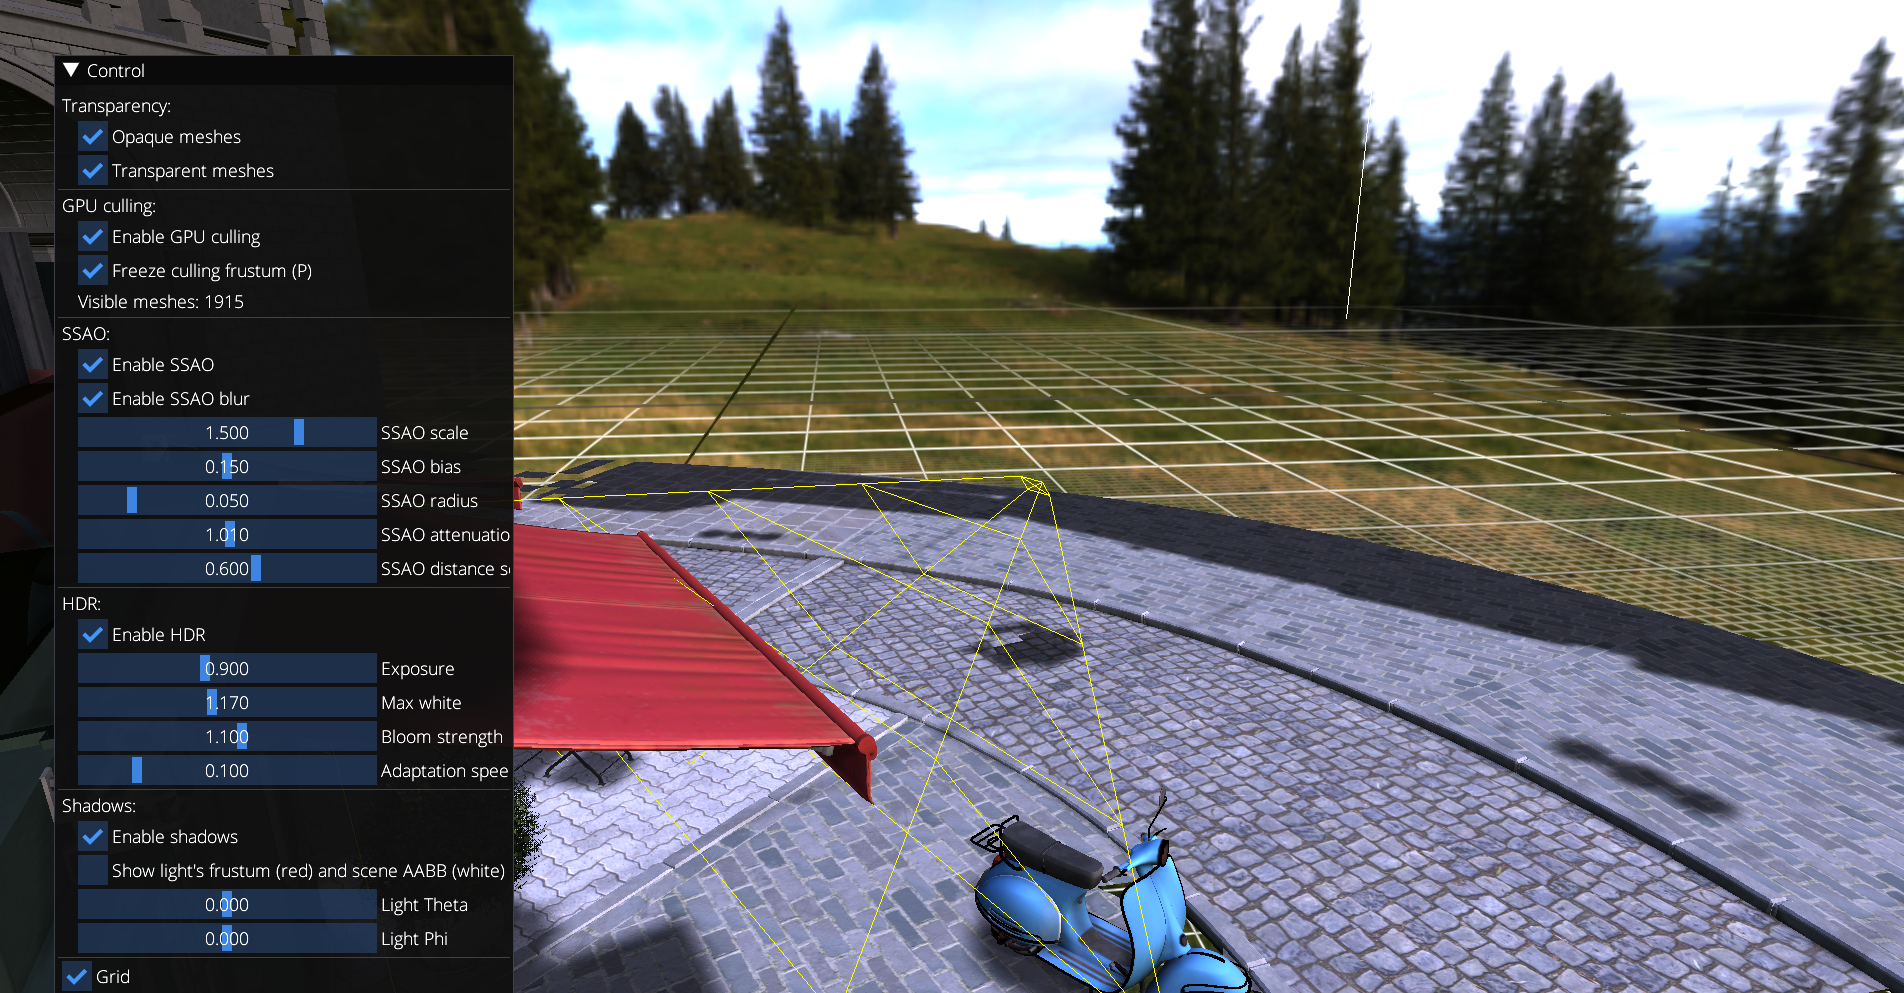 Control
Transparency:
Opaque meshes
Transparent meshes
GPU culling:
Enable GPU culling
Freeze culling frustum (P)
Visible meshes: 1915
SSAO:
Enable SSAO
Enable SSAO blur
1.500 SSAO scale
0.150 SSAO bias
0.050 SSAO radius
1.010 SSAO attenuatio
0.600 SSAO distance s
HDR:
Enable HDR
0.900 Exposure
1.170 Max white
1.100 Bloom strength
0.100 Adaptation spee
Shadows:
Enable shadows
Show light's frustum (red) and scene AABB (white)
0.000 Light Theta
0.000 Light Phi
Grid